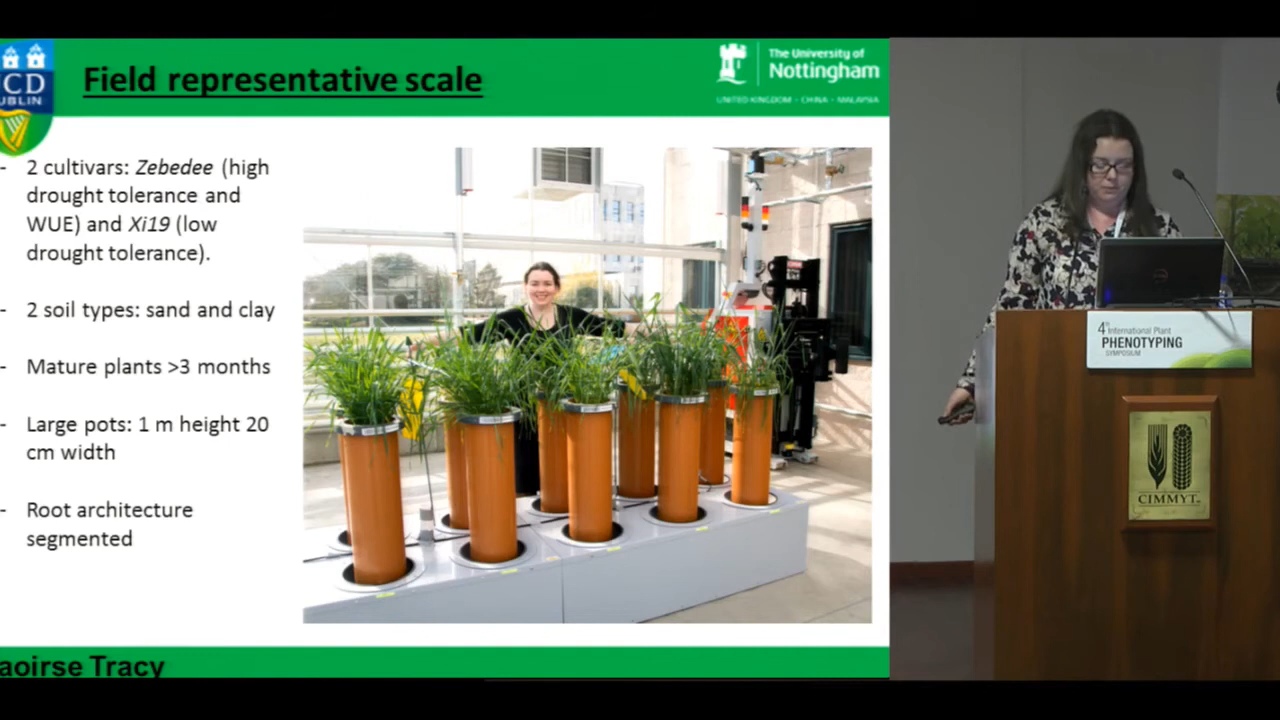 CD
UBLIN
Field representative scale
The University of
Nottingham
UNITED KINGDOM · CHINA · MALAYSIA
- 2 cultivars: Zebedee (high
drought tolerance and
WUE) and Xi19 (low
drought tolerance).
- 2 soil types: sand and clay
- Mature plants >3 months
- Large pots: 1 m height 20
cm width
- Root architecture
segmented
aoirse Tracy
4th International Plant
PHENOTYPING
SYMPOSIUM
CIMMYT